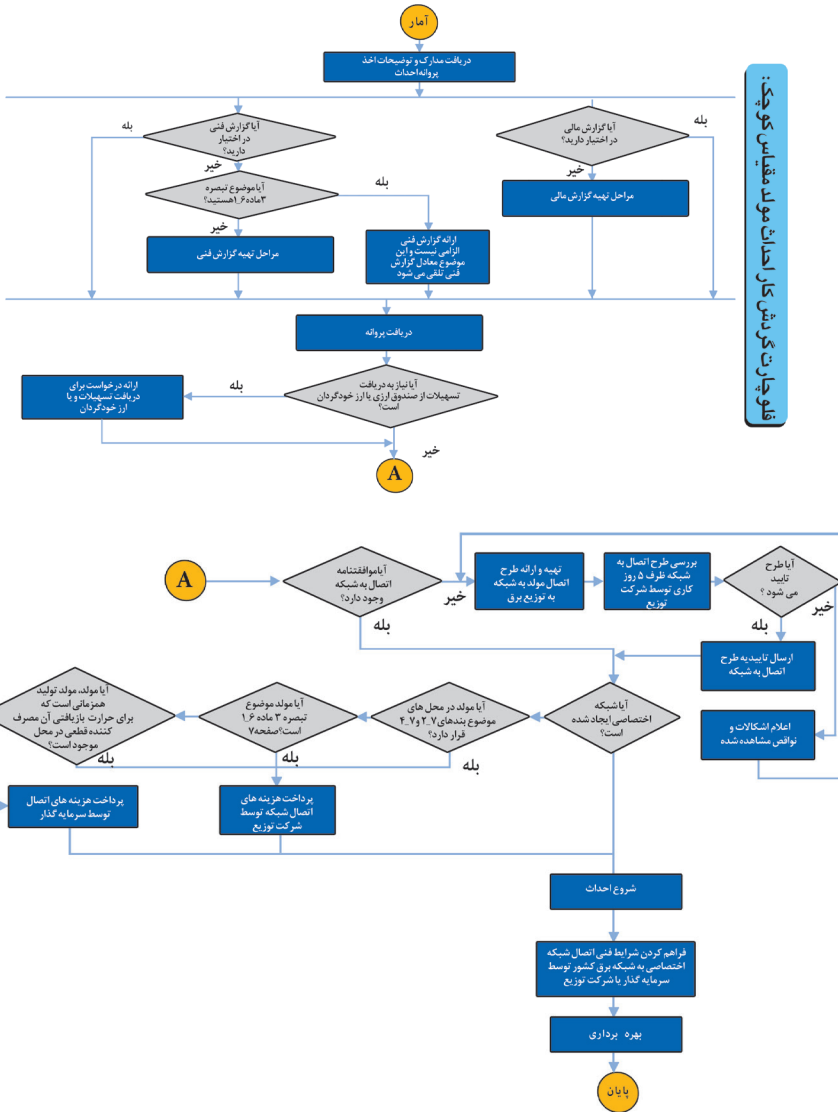 فلوچارت گردش کار احداث مولد مقیاس کوچک:
آمار
دریافت مدارک و توضیحات اخذ
پروانه احداث
بله
آیا گزارش مالی
در اختیار دارید؟
خیر
مراحل تهیه گزارش مالی
آیا گزارش فنی
در اختیار
دارید؟
بله
خیر
آیا موضوع تبصره
۳ ماده ۶_۱ هستید؟
بله
خیر
ارائه گزارش فنی
الزامی نیست و این
موضوع معادل گزارش
فنی تلقی می شود
مراحل تهیه گزارش فنی
دریافت پروانه
آیا نیاز به دریافت
تسهیلات از صندوق ارزی یا ارز خودگردان
است؟
بله
ارائه درخواست برای
دریافت تسهیلات و یا
ارز خودگردان
خیر
A
A
آیا موافقتنامه
اتصال به شبکه
وجود دارد؟
خیر
بله
تهیه و ارائه طرح
اتصال مولد به شبکه
به توزیع برق
بررسی طرح اتصال به
شبکه ظرف ۵ روز
کاری توسط شرکت
توزیع
آیا طرح
تایید
می شود ؟
خیر
بله
ارسال تاییدیه طرح
اتصال به شبکه
اعلام اشکالات و
نواقص مشاهده شده
آیا شبکه
اختصاصی ایجاد شده
است؟
آیا مولد در محل های
موضوع بندهای ۷_۲ و ۷_۴
قرار دارد؟
بله
آیا مولد موضوع
تبصره ۳ ماده ۶_۱
است؟ صفحه ۷
بله
آیا مولد، مولد تولید
همزمانی است که
برای حرارت بازیافتی آن مصرف
کننده قطعی در محل
موجود است؟
بله
پرداخت هزینه های
اتصال شبکه توسط
شرکت توزیع
پرداخت هزینه های اتصال
توسط سرمایه گذار
شروع احداث
فراهم کردن شرایط فنی اتصال شبکه
اختصاصی به شبکه برق کشور توسط
سرمایه گذار یا شرکت توزیع
بهره برداری
پایان